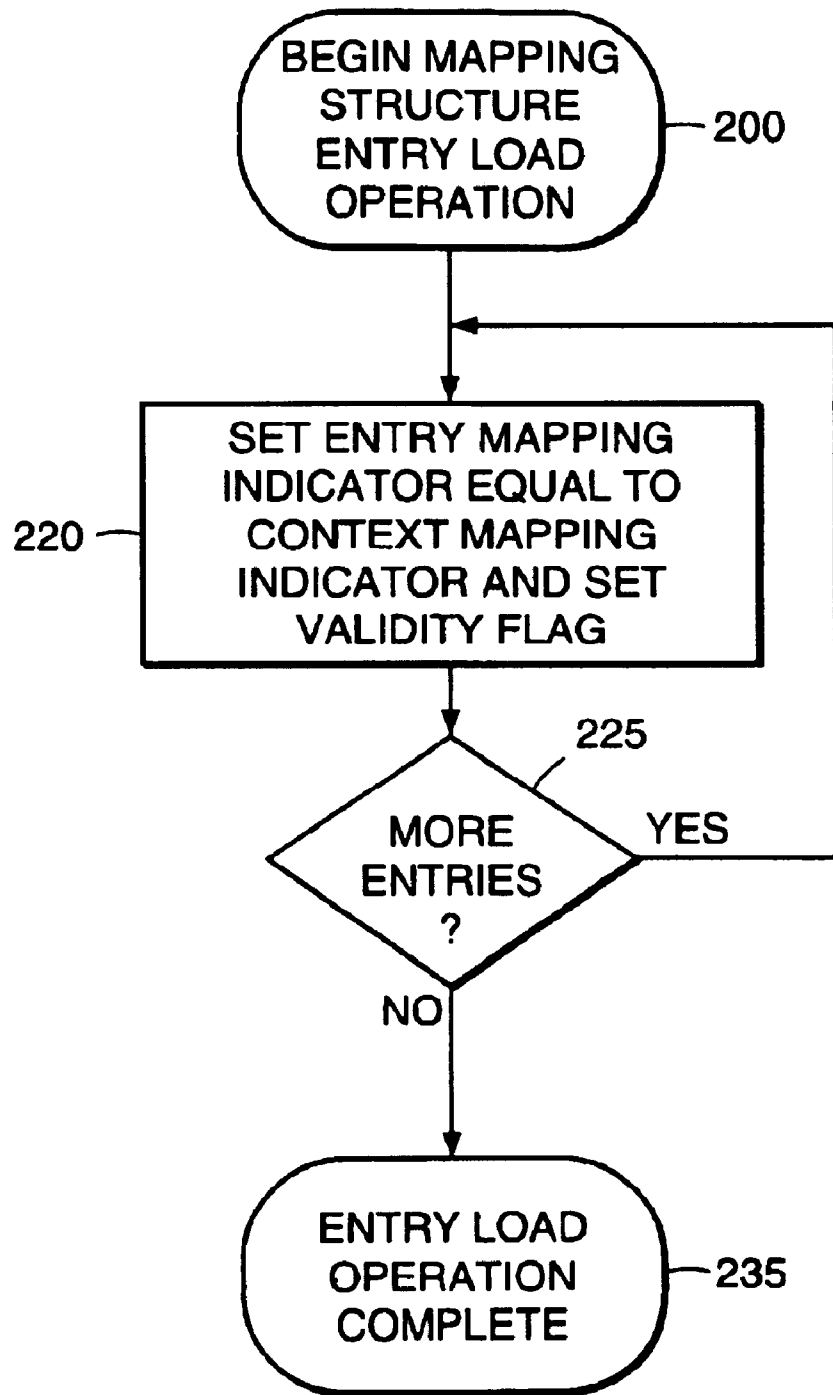 BEGIN MAPPING
STRUCTURE
ENTRY LOAD
OPERATION
200
SET ENTRY MAPPING
INDICATOR EQUAL TO
CONTEXT MAPPING
INDICATOR AND SET
VALIDITY FLAG
220
225
MORE
ENTRIES
?
YES
NO
ENTRY LOAD
OPERATION
COMPLETE
235